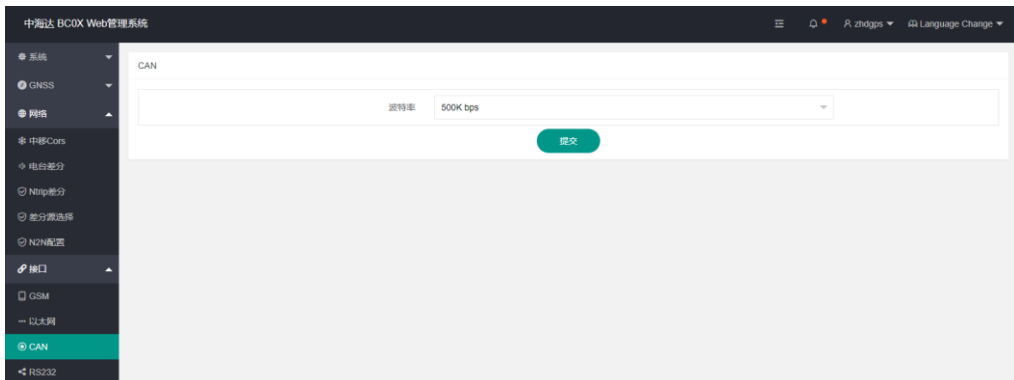 中海达 BC0X Web管理系统
zhdgps
Language Change
系统
GNSS
网络
中移Cors
电台差分
Ntrip差分
差分源选择
N2N配置
接口
GSM
以太网
CAN
RS232
CAN
波特率
500K bps
提交